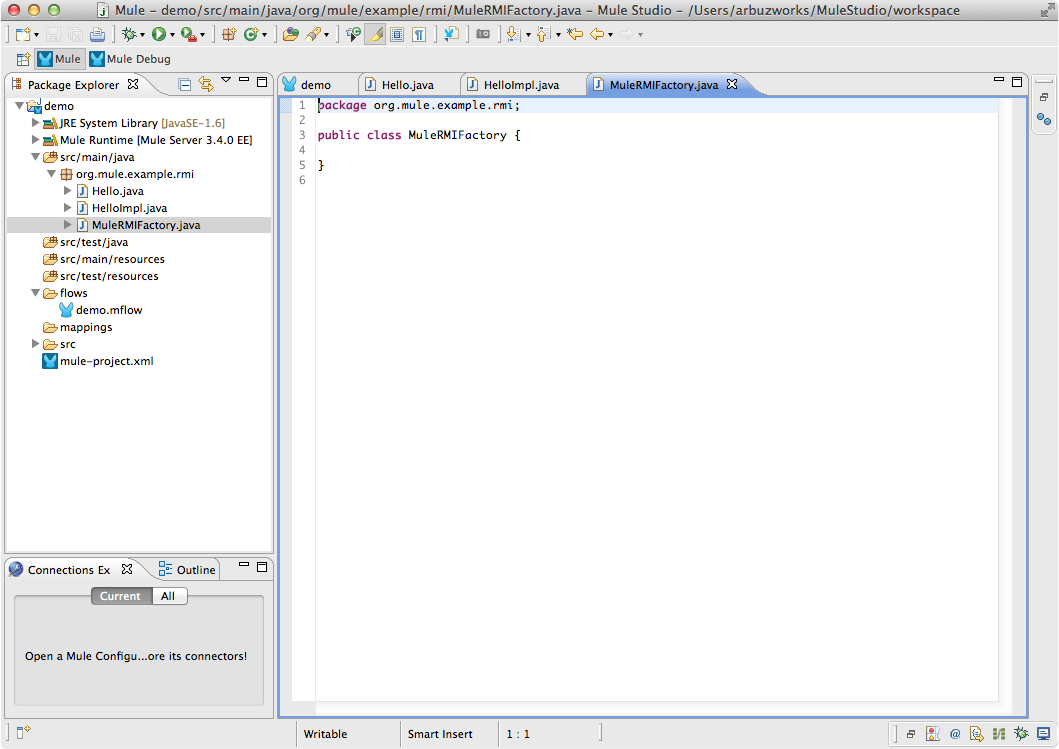 Mule – demo/src/main/java/org/mule/example/rmi/MuleRMIFactory.java – Mule Studio – /Users/arbuzworks/MuleStudio/workspace
Mule Mule Debug
Package Explorer
demo
JRE System Library [JavaSE-1.6]
Mule Runtime [Mule Server 3.4.0 EE]
src/main/java
org.mule.example.rmi
Hello.java
HelloImpl.java
MuleRMIFactory.java
src/test/java
src/main/resources
src/test/resources
flows
demo.mflow
mappings
src
mule-project.xml
demo Hello.java HelloImpl.java MuleRMIFactory.java
1 package org.mule.example.rmi;
2
3 public class MuleRMIFactory {
4
5 }
6
Connections Ex Outline
Current All
Open a Mule Configu...ore its connectors!
Writable Smart Insert 1 : 1